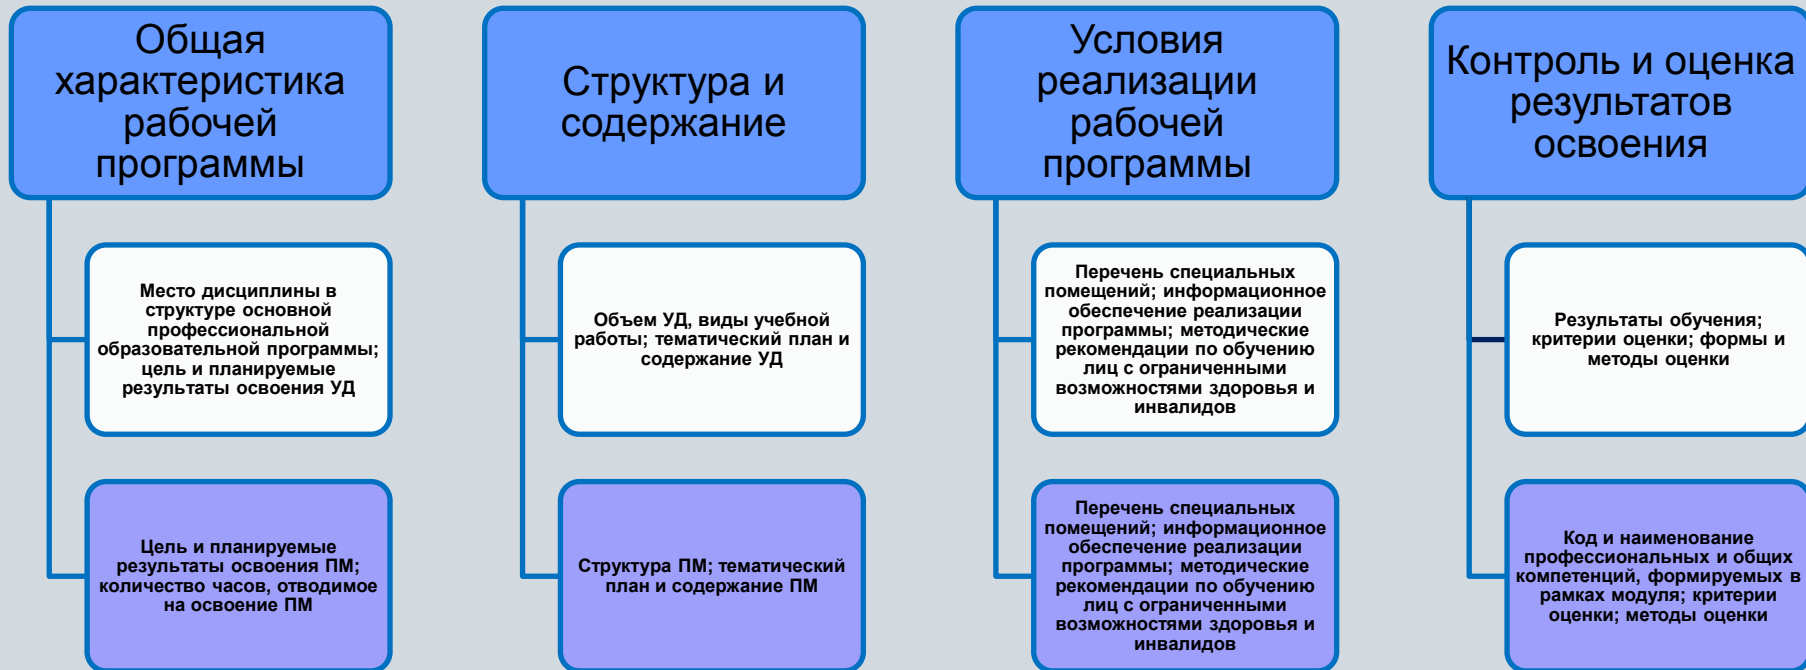 Общая
характеристика
рабочей
программы
Место дисциплины в
структуре основной
профессиональной
образовательной программы;
цель и планируемые
результаты освоения УД
Цель и планируемые
результаты освоения ПМ;
количество часов, отводимое
на освоение ПМ
Структура и
содержание
Объем УД, виды учебной
работы; тематический план и
содержание УД
Структура ПМ; тематический
план и содержание ПМ
Условия
реализации
рабочей
программы
Перечень специальных
помещений; информационное
обеспечение реализации
программы; методические
рекомендации по обучению
лиц с ограниченными
возможностями здоровья и
инвалидов
Перечень специальных
помещений; информационное
обеспечение реализации
программы; методические
рекомендации по обучению
лиц с ограниченными
возможностями здоровья и
инвалидов
Контроль и оценка
результатов
освоения
Результаты обучения;
критерии оценки; формы и
методы оценки
Код и наименование
профессиональных и общих
компетенций, формируемых в
рамках модуля; критерии
оценки; методы оценки